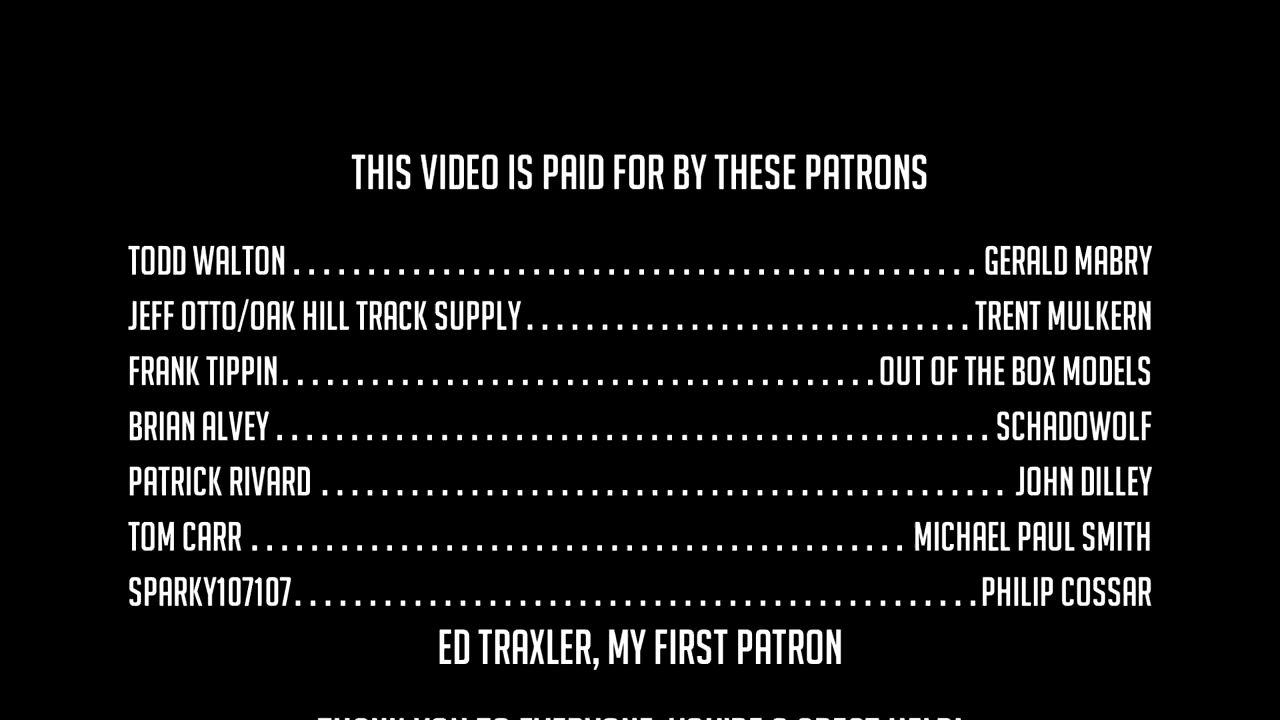 THIS VIDEO IS PAID FOR BY THESE PATRONS
TODD WALTON . . . . . . . . . . . . . . . . . . . . . . . . . . . . . . . . . . . . . . . . . . . . . GERALD MABRY
JEFF OTTO/OAK HILL TRACK SUPPLY . . . . . . . . . . . . . . . . . . . . . . . . . . . . . TRENT MULKERN
FRANK TIPPIN . . . . . . . . . . . . . . . . . . . . . . . . . . . . . . . . . . . . . . . OUT OF THE BOX MODELS
BRIAN ALVEY . . . . . . . . . . . . . . . . . . . . . . . . . . . . . . . . . . . . . . . . . . . . . . . SCHADOWOLF
PATRICK RIVARD . . . . . . . . . . . . . . . . . . . . . . . . . . . . . . . . . . . . . . . . . . . . . JOHN DILLEY
TOM CARR . . . . . . . . . . . . . . . . . . . . . . . . . . . . . . . . . . . . . . . . . . . MICHAEL PAUL SMITH
SPARKY107107 . . . . . . . . . . . . . . . . . . . . . . . . . . . . . . . . . . . . . . . . . . . . . PHILIP COSSAR
ED TRAXLER, MY FIRST PATRON